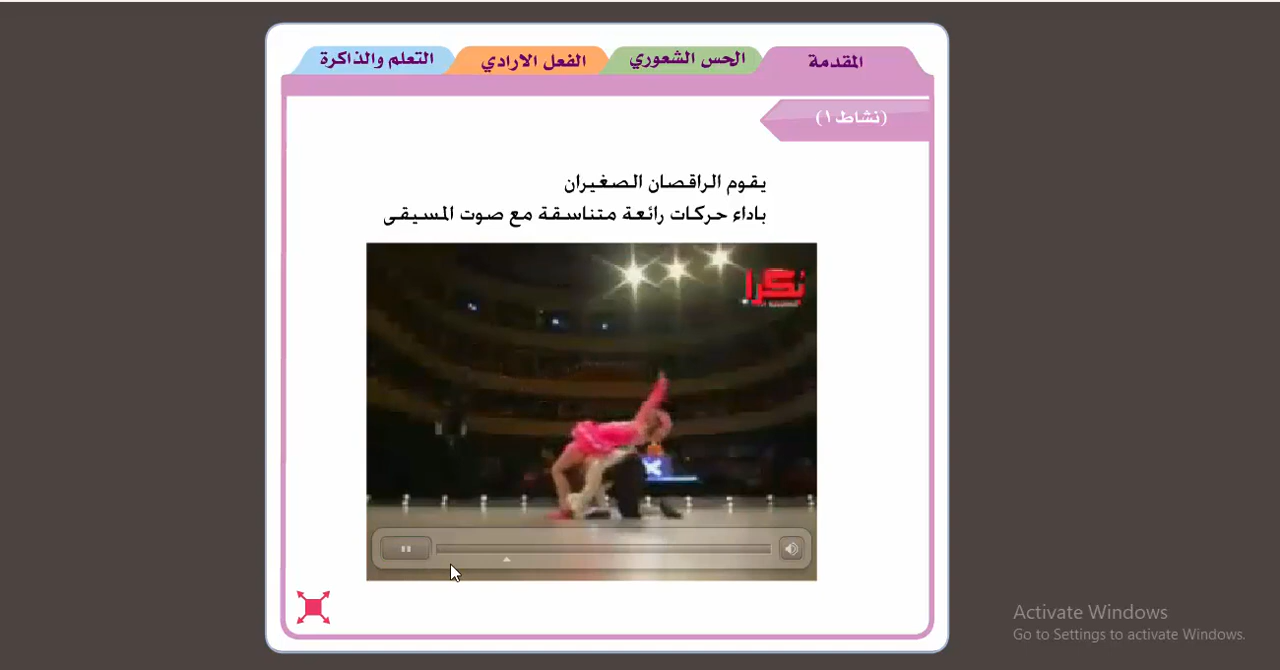 المقدمة
الحس الشعوري
الفعل الارادي
التعلم والذاكرة
(نشاط ١)
يقوم الراقصان الصغيران
باداء حركات رائعة متناسقة مع صوت المسيقى
بكرا
Activate Windows
Go to Settings to activate Windows.